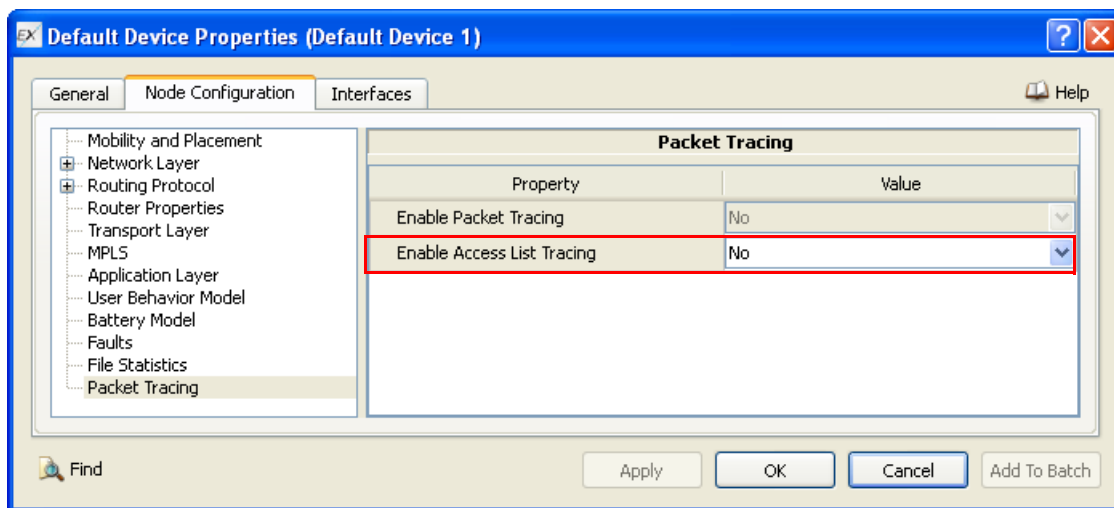 EX Default Device Properties (Default Device 1) ?
General Node Configuration Interfaces Help
Mobility and Placement
Network Layer
Routing Protocol
Router Properties
Transport Layer
MPLS
Application Layer
User Behavior Model
Battery Model
Faults
File Statistics
Packet Tracing
Packet Tracing
Property Value
Enable Packet Tracing No
Enable Access List Tracing No
Find Apply OK Cancel Add To Batch